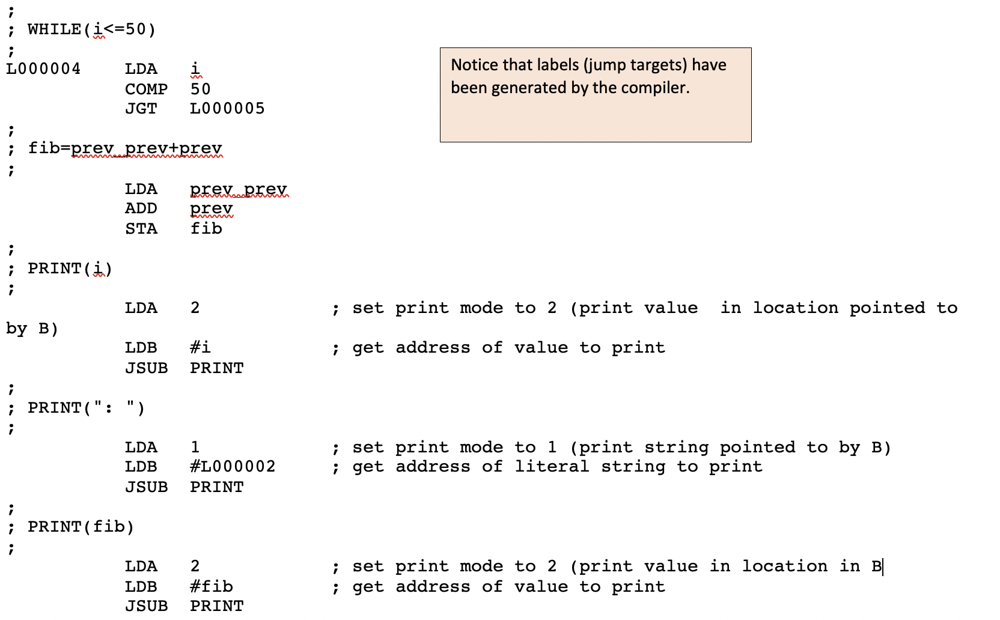 ;
; WHILE(i<=50)
;
L000004    LDA   i
           COMP  50
           JGT   L000005
Notice that labels (jump targets) have
been generated by the compiler.
;
; fib=prev_prev+prev
;
           LDA   prev_prev
           ADD   prev
           STA   fib
;
; PRINT(i)
;
           LDA   2            ; set print mode to 2 (print value  in location pointed to
by B)
           LDB   #i           ; get address of value to print
           JSUB  PRINT
;
; PRINT(": ")
;
           LDA   1            ; set print mode to 1 (print string pointed to by B)
           LDB   #L000002     ; get address of literal string to print
           JSUB  PRINT
;
; PRINT(fib)
;
           LDA   2            ; set print mode to 2 (print value in location in B
           LDB   #fib         ; get address of value to print
           JSUB  PRINT